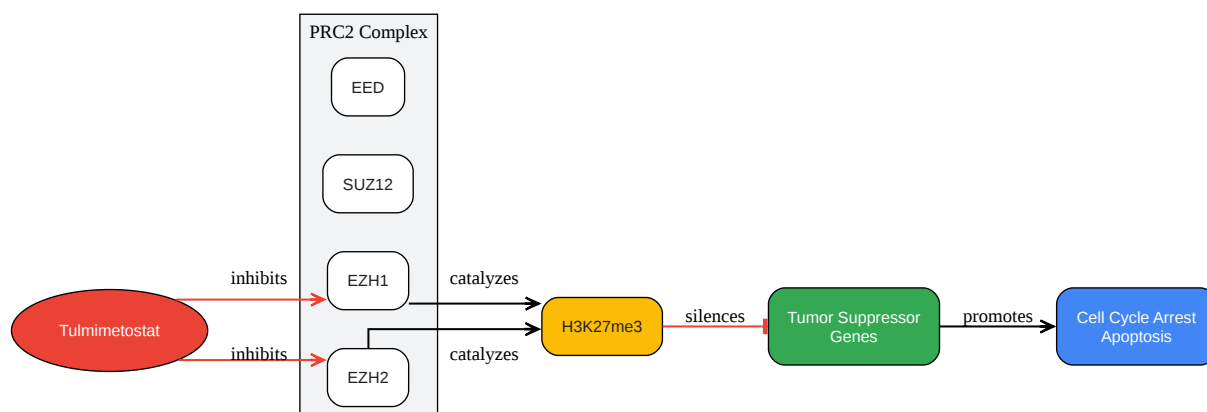 PRC2 Complex
EED
SUZ12
EZH1
EZH2
Tulmimetostat
inhibits
inhibits
catalyzes
catalyzes
H3K27me3
silences
Tumor Suppressor
Genes
promotes
Cell Cycle Arrest
Apoptosis